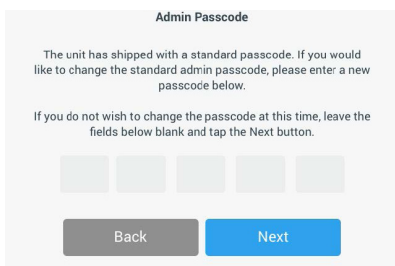 Admin Passcode
The unit has shipped with a standard passcode. If you would
like to change the standard admin passcode, please enter a new
passcode below.
If you do not wish to change the passcode at this time, leave the
fields below blank and tap the Next button.
Back
Next